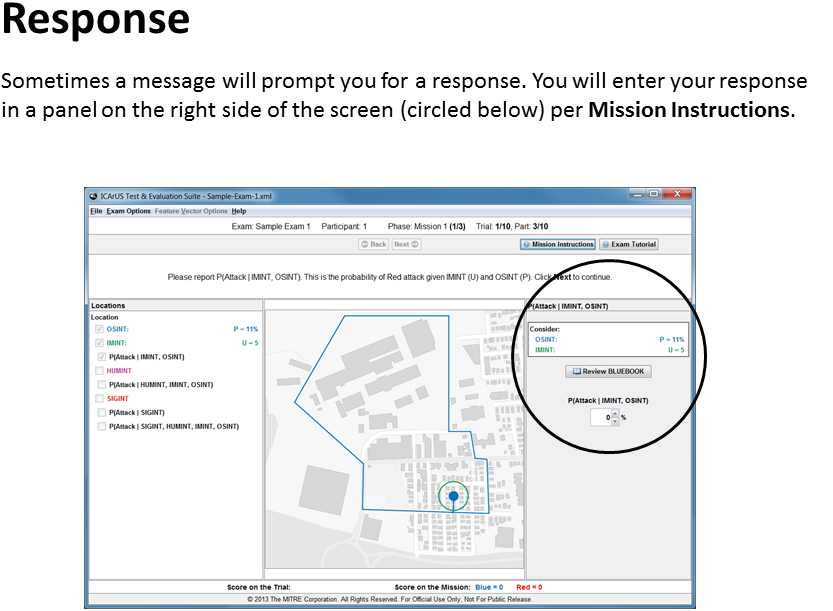 Response
Sometimes a message will prompt you for a response. You will enter your response
in a panel on the right side of the screen (circled below) per Mission Instructions.
ICArUS Test & Evaluation Suite - Sample-Exam-1.xml
File Exam Options Feature Vector Options Help
Exam: Sample Exam 1 Participant: 1 Phase: Mission 1 (1/3) Trial: 1/10, Part: 3/10
Back Next Mission Instructions Exam Tutorial
Please report P(Attack | IMINT, OSINT). This is the probability of Red attack given IMINT (U) and OSINT (P). Click Next to continue.
Locations
Location
OSINT: P = 11%
IMINT: U = 5
P(Attack | IMINT, OSINT)
HUMINT
P(Attack | HUMINT, IMINT, OSINT)
SIGINT
P(Attack | SIGINT)
P(Attack | SIGINT, HUMINT, IMINT, OSINT)
P(Attack | IMINT, OSINT)
Consider:
OSINT: P = 11%
IMINT: U = 5
Review BLUEBOOK
P(Attack | IMINT, OSINT)
0 %
Score on the Trial: Score on the Mission: Blue = 0 Red = 0
© 2013 The MITRE Corporation. All Rights Reserved. For Official Use Only, Not For Public Release.